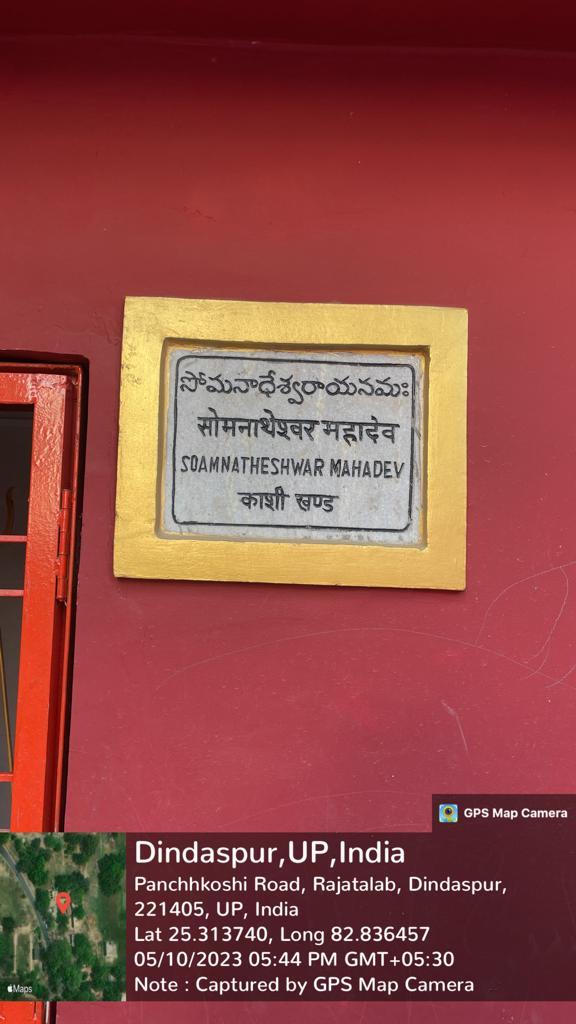 సోమనాధేశ్వరాయనమః
सोमनाथेश्वर महादेव
SOAMNATHESHWAR MAHADEV
काशी खण्ड
GPS Map Camera
Dindaspur,UP,India
Panchhkoshi Road, Rajatalab, Dindaspur,
221405, UP, India
Lat 25.313740, Long 82.836457
05/10/2023 05:44 PM GMT+05:30
Note : Captured by GPS Map Camera
Maps